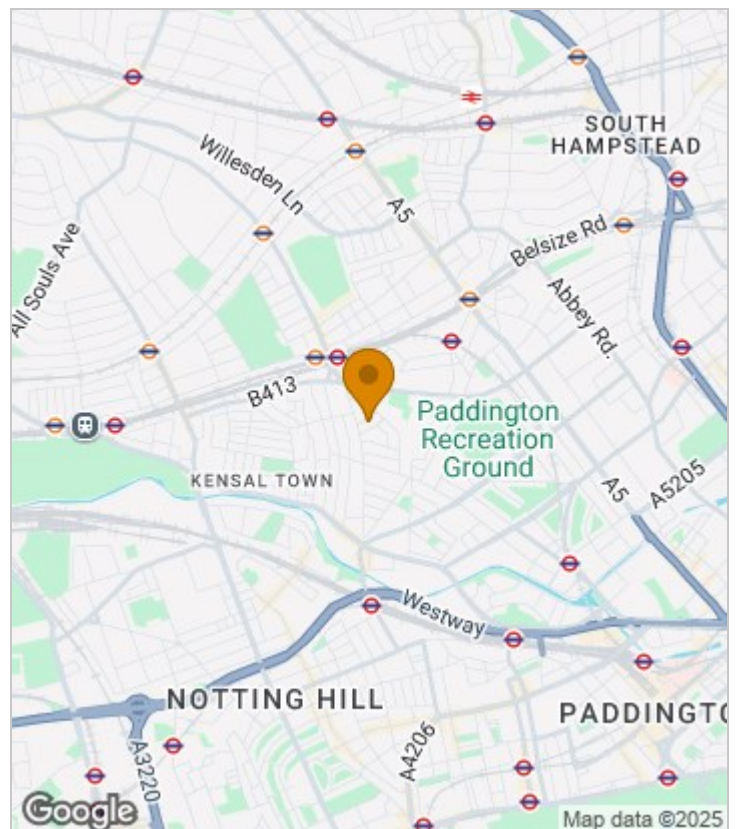 SOUTH
HAMPSTEAD
Willesden Ln
A5
All Souls Ave
Belsize Rd
Abbey Rd.
B413
Paddington
Recreation
Ground
KENSAL TOWN
A5
A5205
Westway
NOTTING HILL
PADDINGTO
A4206
A3220
Google
Map data ©2025